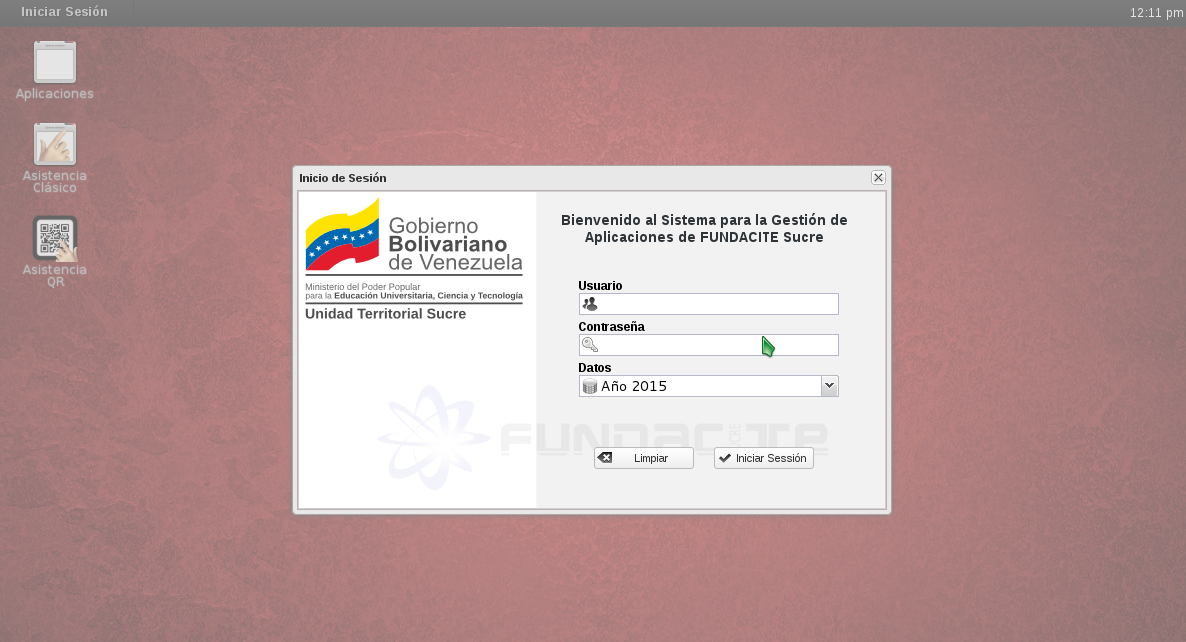 Iniciar Sesión
12:11 pm
Aplicaciones
Asistencia
Clásico
Asistencia
QR
Inicio de Sesión
Gobierno
Bolivariano
de Venezuela
Ministerio del Poder Popular
para la Educación Universitaria, Ciencia y Tecnología
Unidad Territorial Sucre
Bienvenido al Sistema para la Gestión de
Aplicaciones de FUNDACITE Sucre
Usuario
Contraseña
Datos
Año 2015
FUNDACITE
SUCRE
Limpiar
Iniciar Sessión